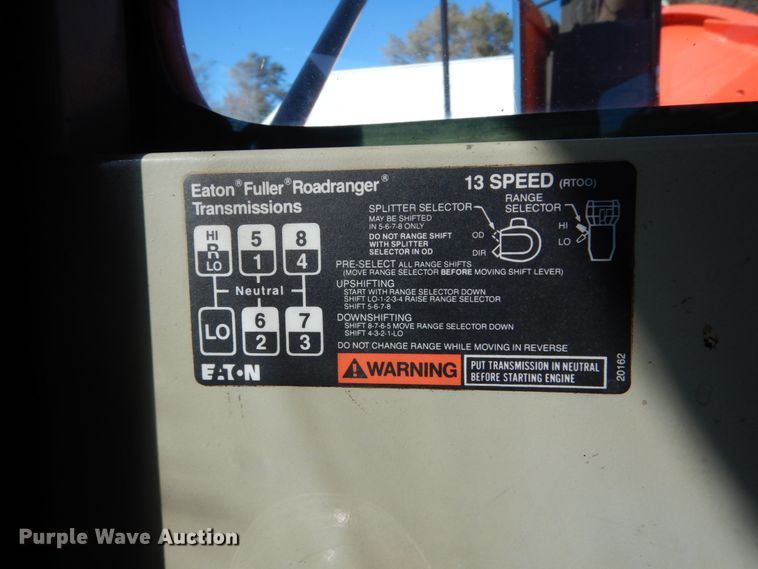 Eaton® Fuller® Roadranger®
Transmissions
13 SPEED (RTOO)
HI
R
LO
5
1
8
4
Neutral
LO
6
2
7
3
EATON
SPLITTER SELECTOR
MAY BE SHIFTED
IN 5-6-7-8 ONLY
DO NOT RANGE SHIFT
WITH SPLITTER
SELECTOR IN OD
OD
DIR
RANGE
SELECTOR
HI
LO
PRE-SELECT ALL RANGE SHIFTS
(MOVE RANGE SELECTOR BEFORE MOVING SHIFT LEVER)
UPSHIFTING
START WITH RANGE SELECTOR DOWN
SHIFT LO-1-2-3-4 RAISE RANGE SELECTOR
SHIFT 5-6-7-8
DOWNSHIFTING
SHIFT 8-7-6-5 MOVE RANGE SELECTOR DOWN
SHIFT 4-3-2-1-LO
DO NOT CHANGE RANGE WHILE MOVING IN REVERSE
WARNING
PUT TRANSMISSION IN NEUTRAL
BEFORE STARTING ENGINE
20162
Purple Wave Auction